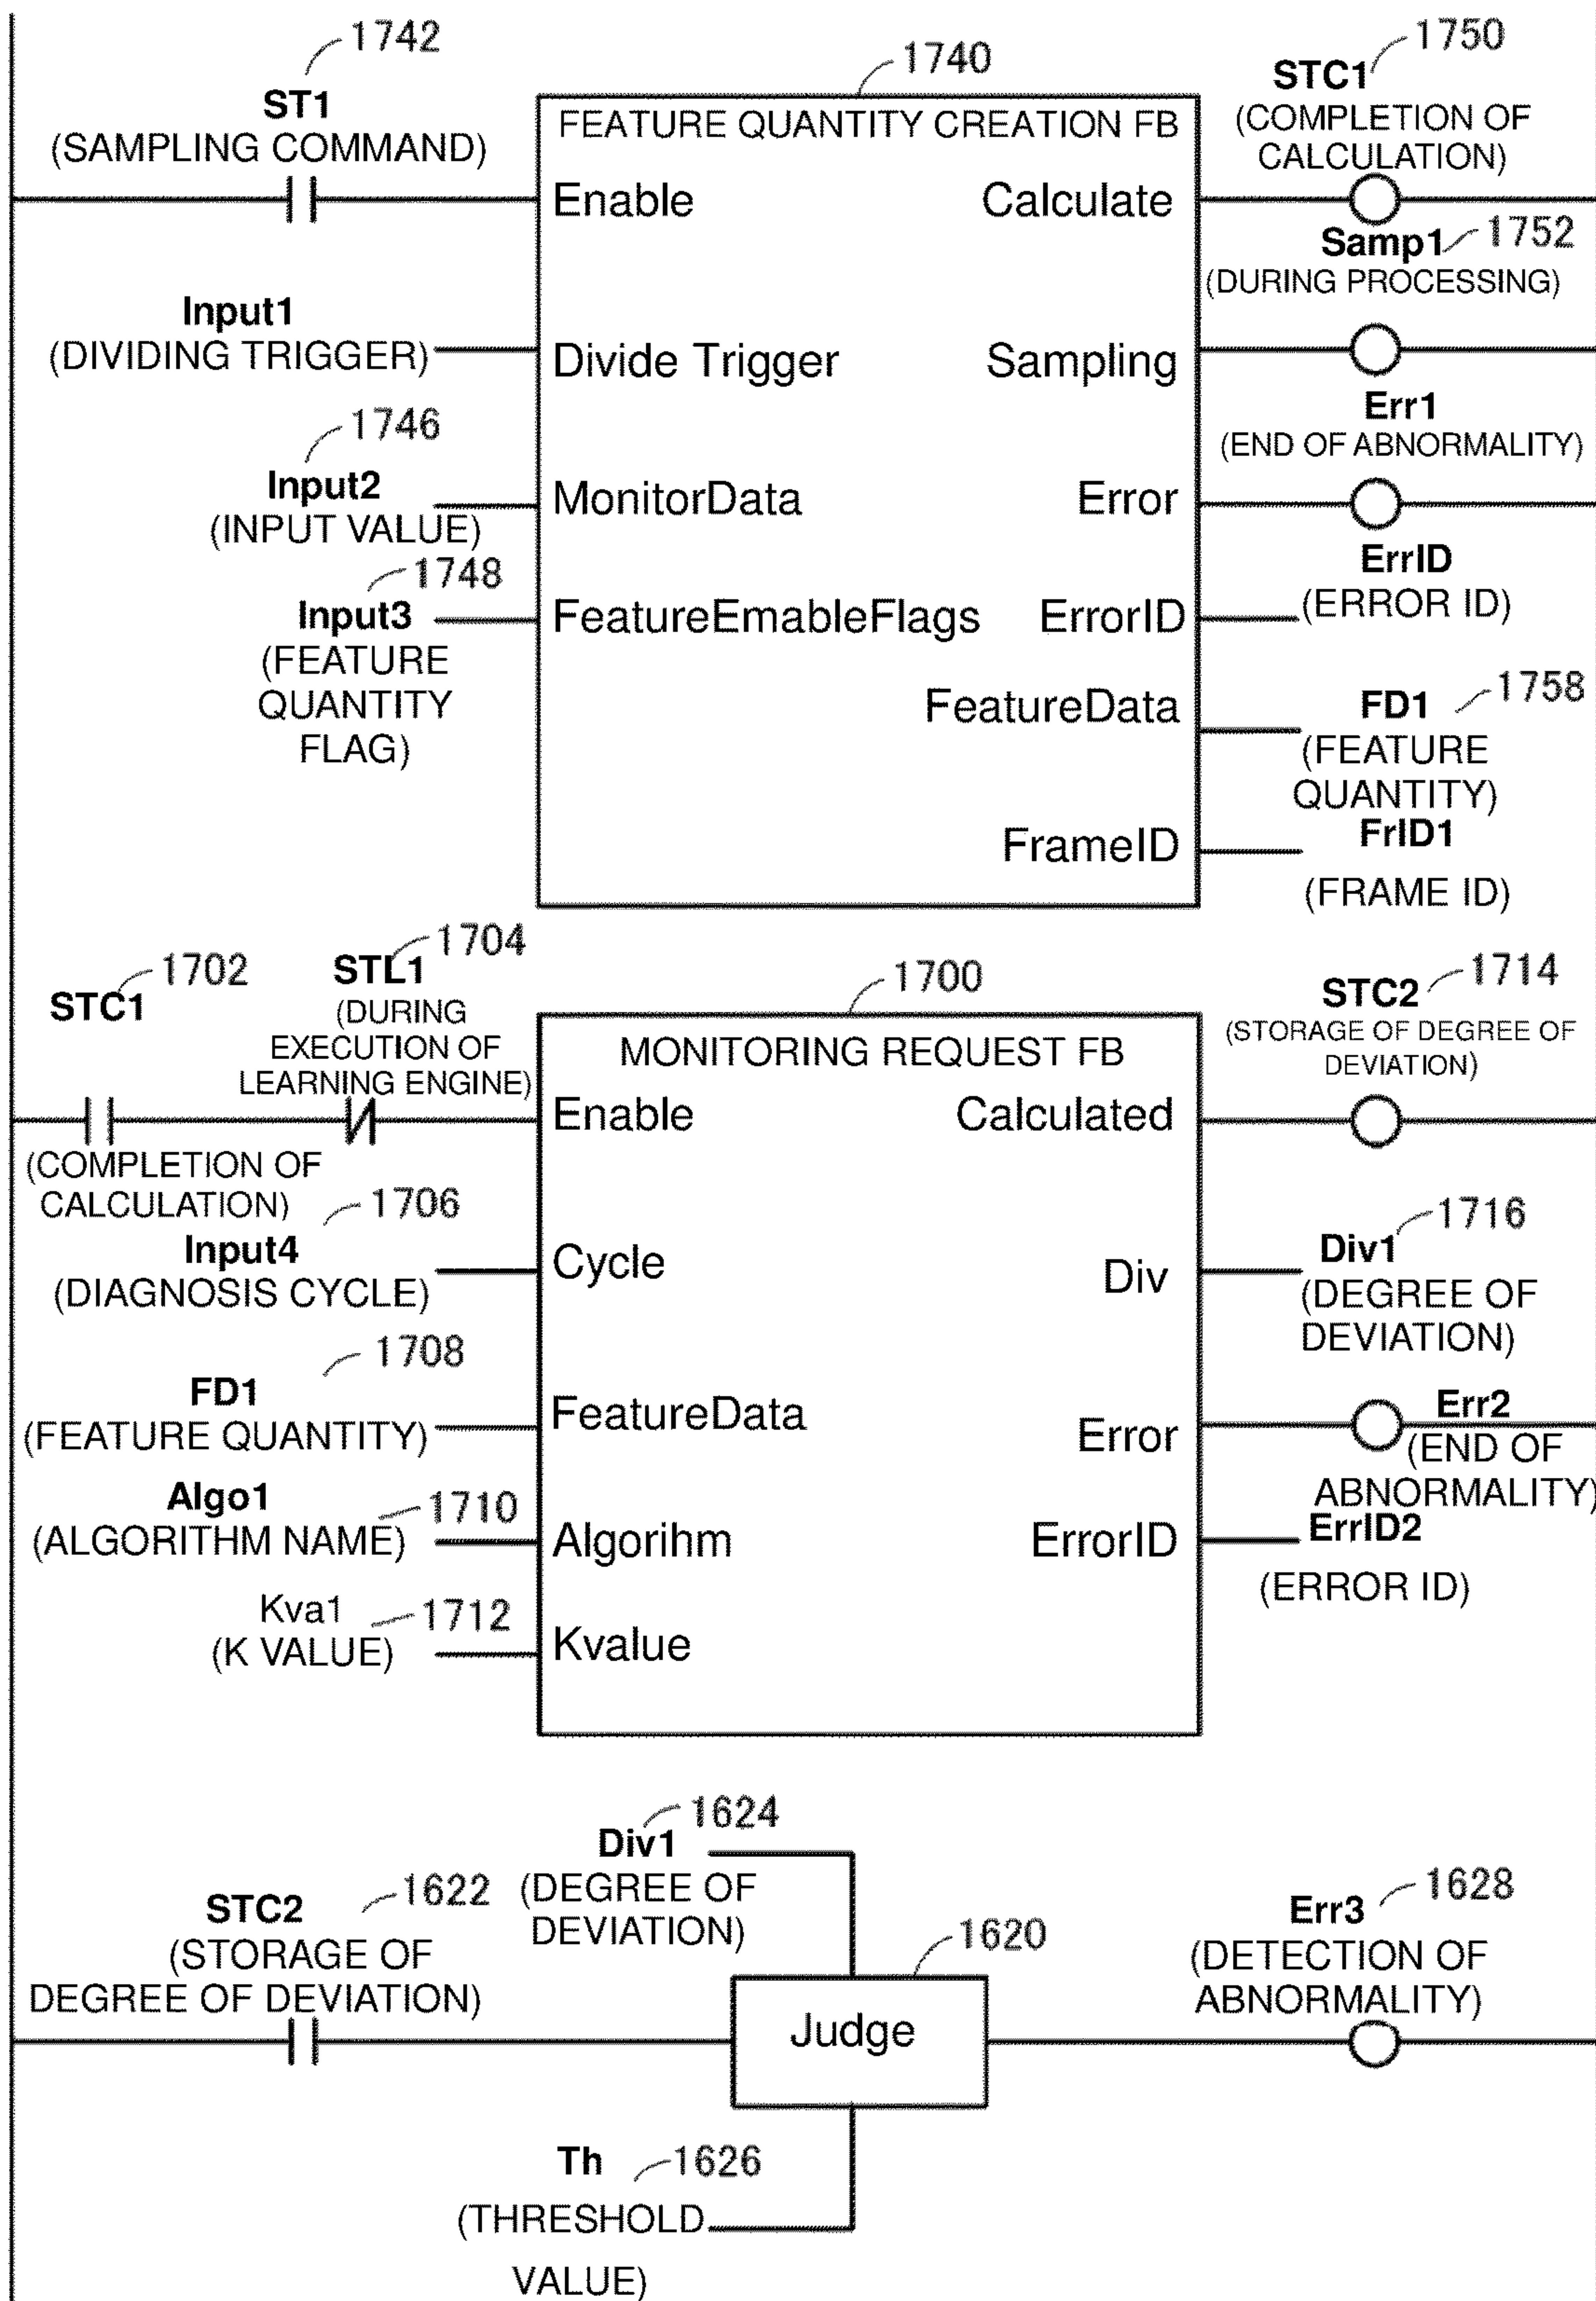 1742
ST1
(SAMPLING COMMAND)
1740
FEATURE QUANTITY CREATION FB
1750
STC1
(COMPLETION OF
CALCULATION)
Enable
Calculate
Samp1
1752
(DURING PROCESSING)
Input1
(DIVIDING TRIGGER)
Divide Trigger
Sampling
Err1
(END OF ABNORMALITY)
1746
Input2
(INPUT VALUE)
MonitorData
Error
ErrID
(ERROR ID)
1748
Input3
(FEATURE
QUANTITY
FLAG)
FeatureEmableFlags
ErrorID
FeatureData
FD1
1758
(FEATURE
QUANTITY)
FrameID
FrID1
(FRAME ID)
1702
STC1
(COMPLETION OF
CALCULATION)
1704
STL1
(DURING
EXECUTION OF
LEARNING ENGINE)
1700
MONITORING REQUEST FB
1714
STC2
(STORAGE OF DEGREE OF
DEVIATION)
Enable
Calculated
1706
Input4
(DIAGNOSIS CYCLE)
Cycle
Div
1716
Div1
(DEGREE OF
DEVIATION)
1708
FD1
(FEATURE QUANTITY)
FeatureData
Error
Err2
(END OF
ABNORMALITY)
Algo1
1710
(ALGORITHM NAME)
Algorihm
ErrorID
ErrID2
(ERROR ID)
Kva1
1712
(K VALUE)
Kvalue
1624
Div1
(DEGREE OF
DEVIATION)
1622
STC2
(STORAGE OF
DEGREE OF DEVIATION)
1620
Judge
1628
Err3
(DETECTION OF
ABNORMALITY)
Th
1626
(THRESHOLD
VALUE)